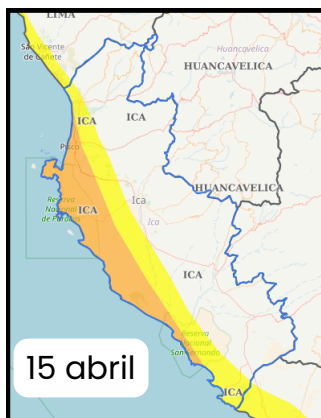 LIMA
San Vicente
de Cañete
Huancavelica
HUANCAVELICA
ICA
ICA
Pisco
HUANCAVELICA
Ica
Reserva
Nacional
de Paracas
ICA
Ica
ICA
Reserva
Nacional
San Fernando
15 abril
ICA